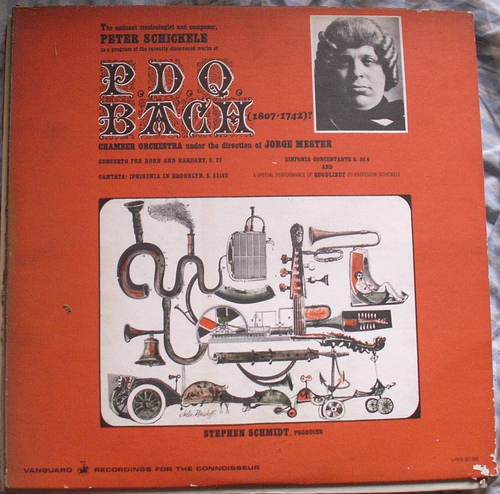 The eminent musicologist and composer,
PETER SCHICKELE
in a program of the recently discovered works of
P.D.Q.
BACH (1807-1742)?
CHAMBER ORCHESTRA under the direction of JORGE MESTER
CONCERTO FOR HORN AND HARDART, S. 27
SINFONIA CONCERTANTE S. 98.6
AND
CANTATA: IPHIGENIA IN BROOKLYN, S. 53162
A SPECIAL PERFORMANCE OF QUODLIBET BY PROFESSOR SCHICKELE
STEPHEN SCHMIDT, PRODUCER
VANGUARD RECORDINGS FOR THE CONNOISSEUR